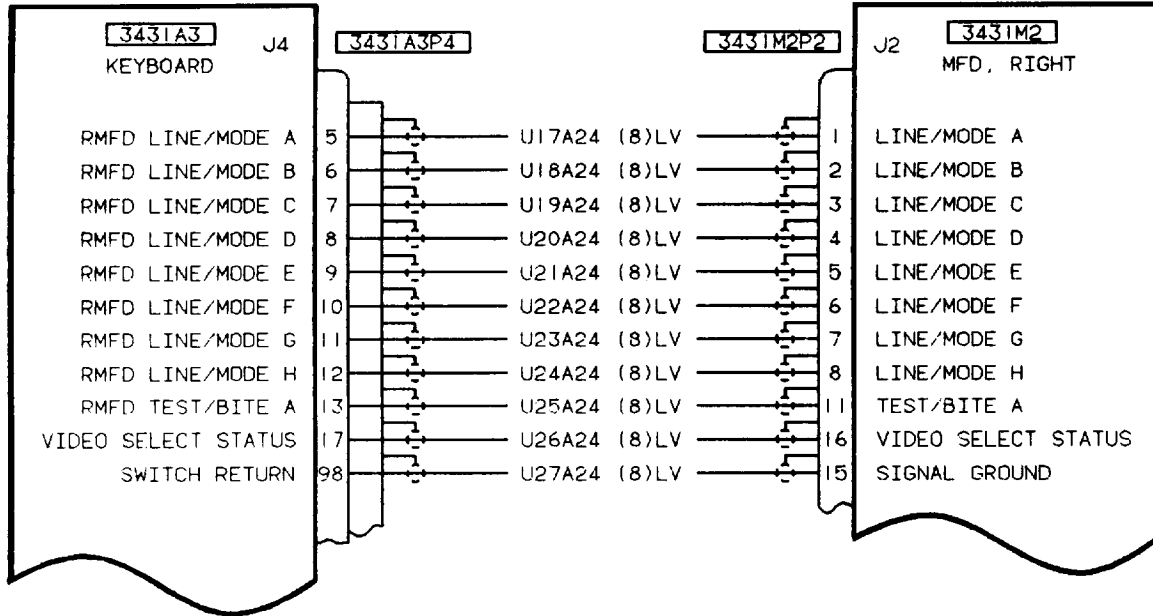 3431A3 J4 3431A3P4 3431M2P2 J2 3431M2
KEYBOARD MFD, RIGHT
RMFD LINE/MODE A 5 U17A24 (8)LV 1 LINE/MODE A
RMFD LINE/MODE B 6 U18A24 (8)LV 2 LINE/MODE B
RMFD LINE/MODE C 7 U19A24 (8)LV 3 LINE/MODE C
RMFD LINE/MODE D 8 U20A24 (8)LV 4 LINE/MODE D
RMFD LINE/MODE E 9 U21A24 (8)LV 5 LINE/MODE E
RMFD LINE/MODE F 10 U22A24 (8)LV 6 LINE/MODE F
RMFD LINE/MODE G 11 U23A24 (8)LV 7 LINE/MODE G
RMFD LINE/MODE H 12 U24A24 (8)LV 8 LINE/MODE H
RMFD TEST/BITE A 13 U25A24 (8)LV 11 TEST/BITE A
VIDEO SELECT STATUS 17 U26A24 (8)LV 16 VIDEO SELECT STATUS
SWITCH RETURN 98 U27A24 (8)LV 15 SIGNAL GROUND